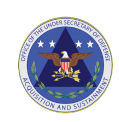 OFFICE OF THE UNDER SECRETARY OF DEFENSE
ACQUISITION AND SUSTAINMENT